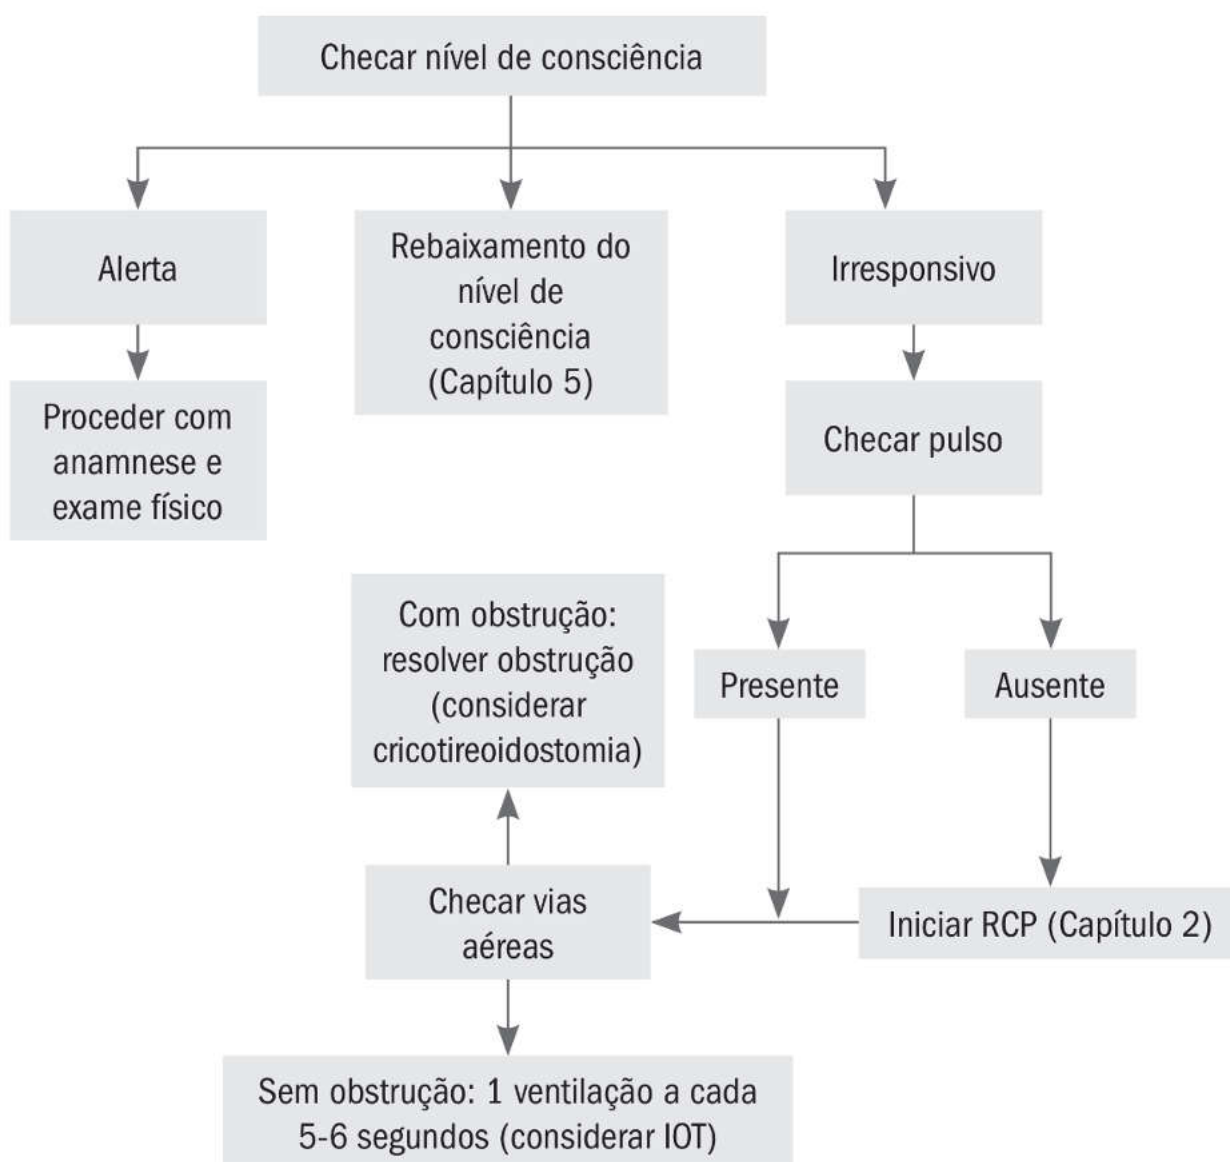 Checar nível de consciência
Alerta
Rebaixamento do
nível de
consciência
(Capítulo 5)
Irresponsivo
Proceder com
anamnese e
exame físico
Checar pulso
Com obstrução:
resolver obstrução
(considerar
cricotireoidostomia)
Presente
Ausente
Checar vias
aéreas
Iniciar RCP (Capítulo 2)
Sem obstrução: 1 ventilação a cada
5-6 segundos (considerar IOT)